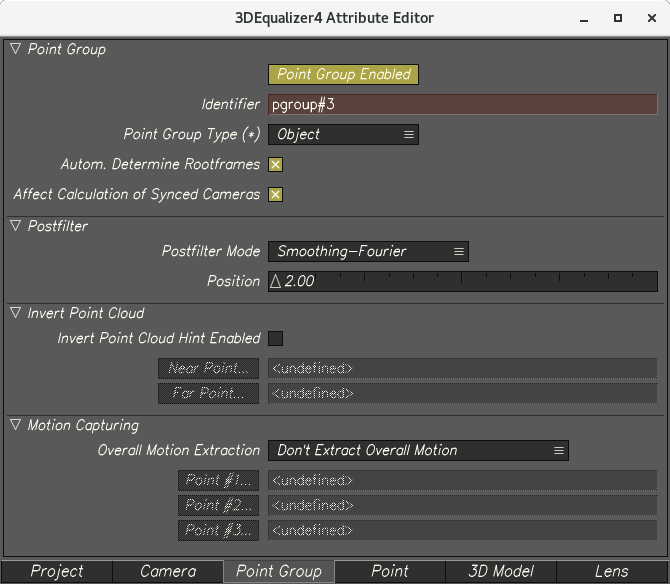 3DEqualizer4 Attribute Editor
Point Group
Point Group Enabled
Identifier pgroup#3
Point Group Type (*) Object
Autom. Determine Rootframes
Affect Calculation of Synced Cameras
Postfilter
Postfilter Mode Smoothing-Fourier
Position 2.00
Invert Point Cloud
Invert Point Cloud Hint Enabled
Near Point... <undefined>
Far Point... <undefined>
Motion Capturing
Overall Motion Extraction Don't Extract Overall Motion
Point #1... <undefined>
Point #2... <undefined>
Point #3... <undefined>
Project Camera Point Group Point 3D Model Lens